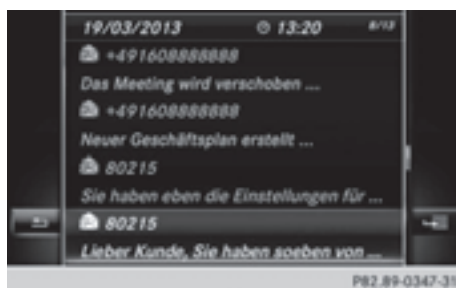 19/03/2013 13:20 8/13
+491608888888
Das Meeting wird verschoben ...
+491608888888
Neuer Geschäftsplan erstellt ...
80215
Sie haben eben die Einstellungen für ...
80215
Lieber Kunde, Sie haben soeben von ...
P82.89-0347-31